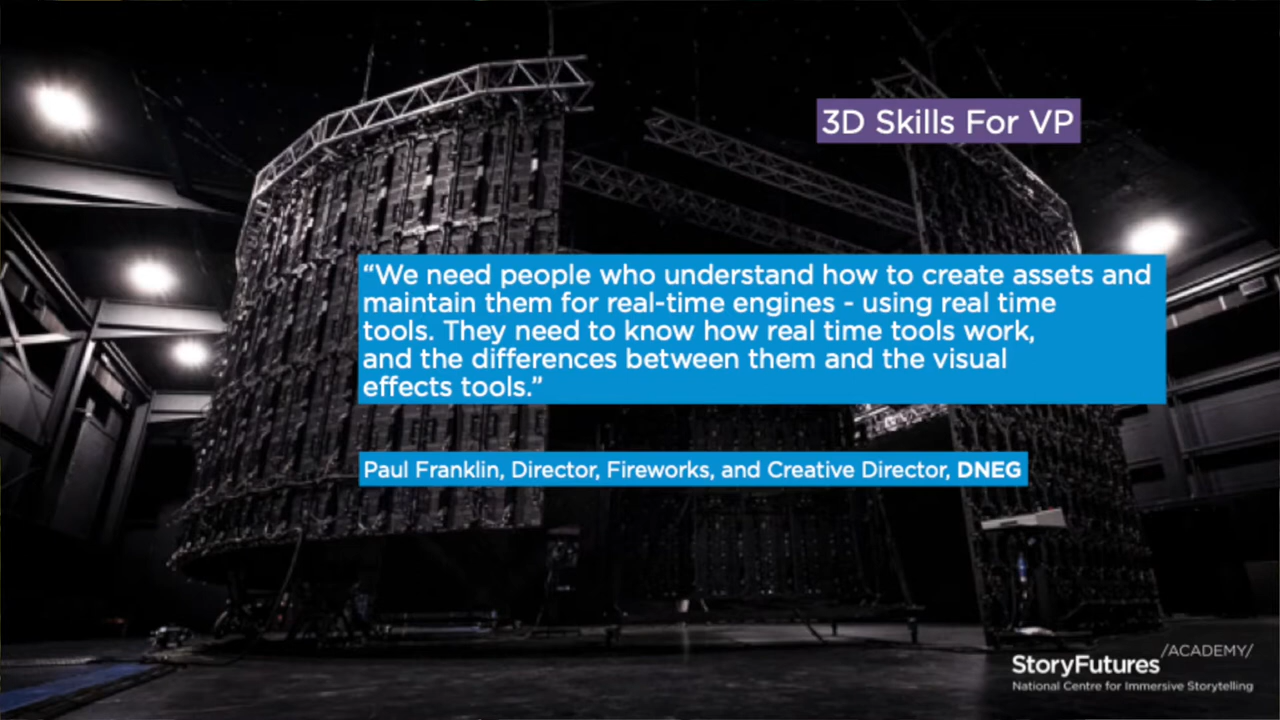 3D Skills For VP
“We need people who understand how to create assets and
maintain them for real-time engines - using real time
tools. They need to know how real time tools work,
and the differences between them and the visual
effects tools.”
Paul Franklin, Director, Fireworks, and Creative Director, DNEG
/ACADEMY/
StoryFutures
National Centre for Immersive Storytelling